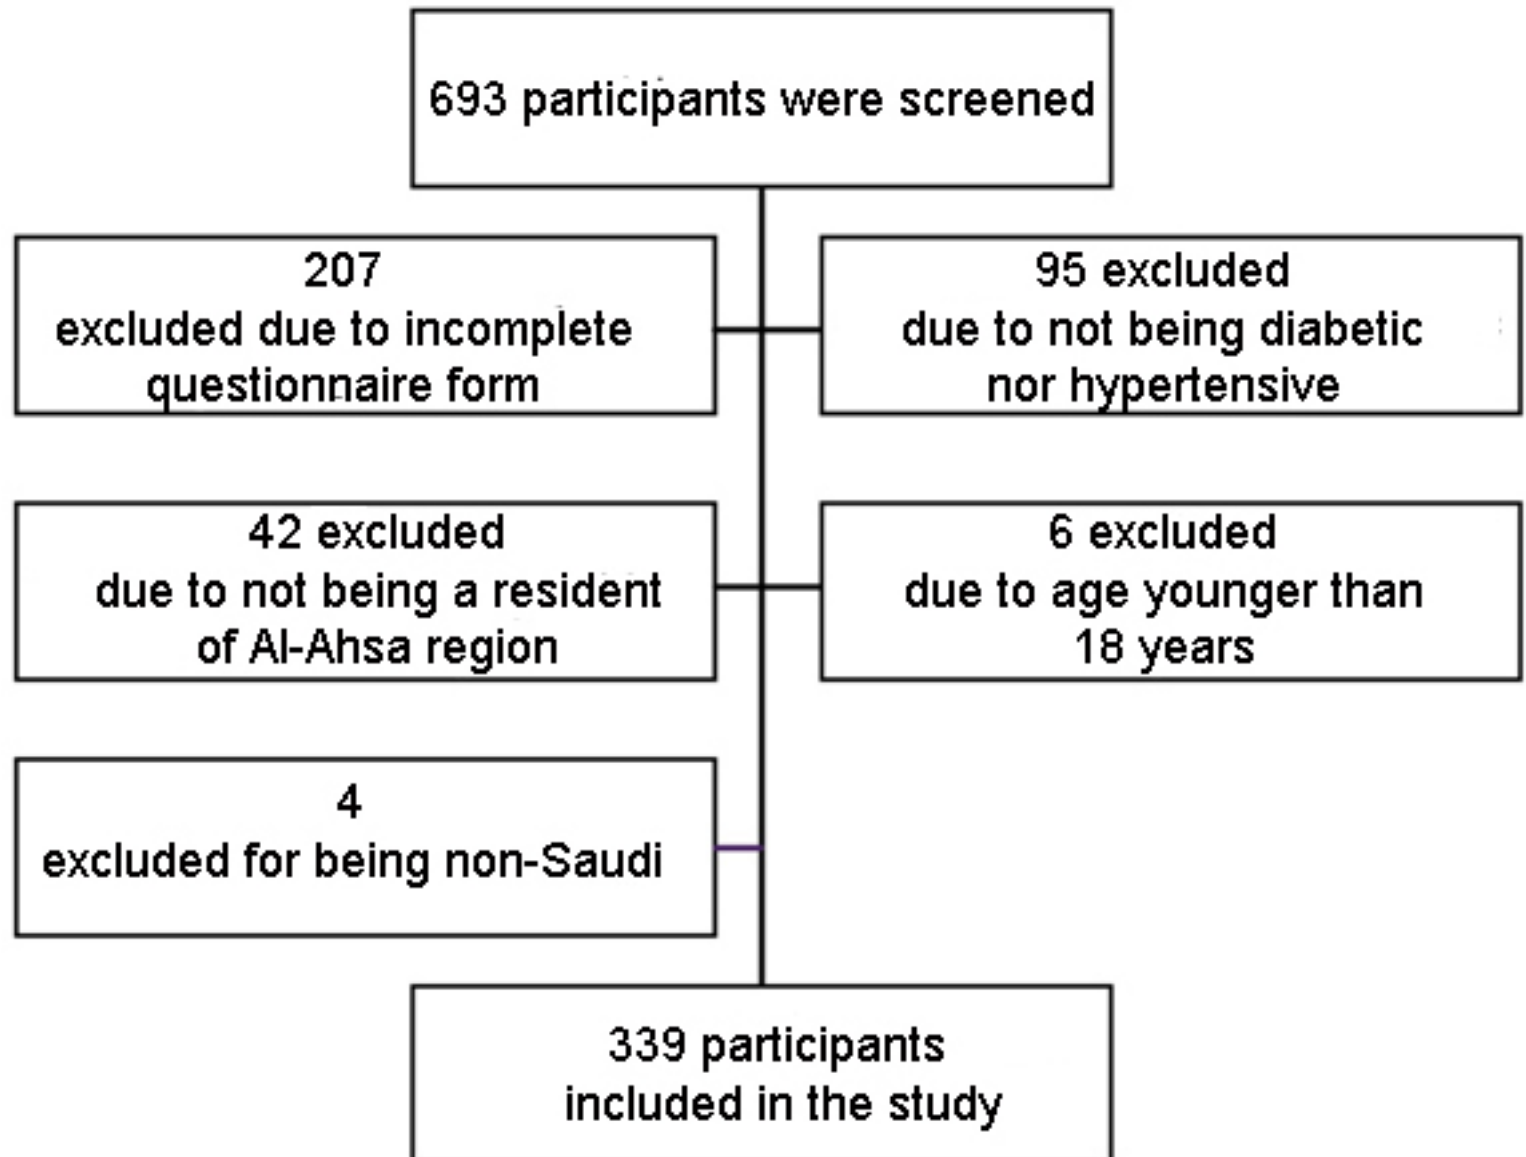 693 participants were screened
207
excluded due to incomplete
questionnaire form
95 excluded
due to not being diabetic
nor hypertensive
42 excluded
due to not being a resident
of Al-Ahsa region
6 excluded
due to age younger than
18 years
4
excluded for being non-Saudi
339 participants
included in the study